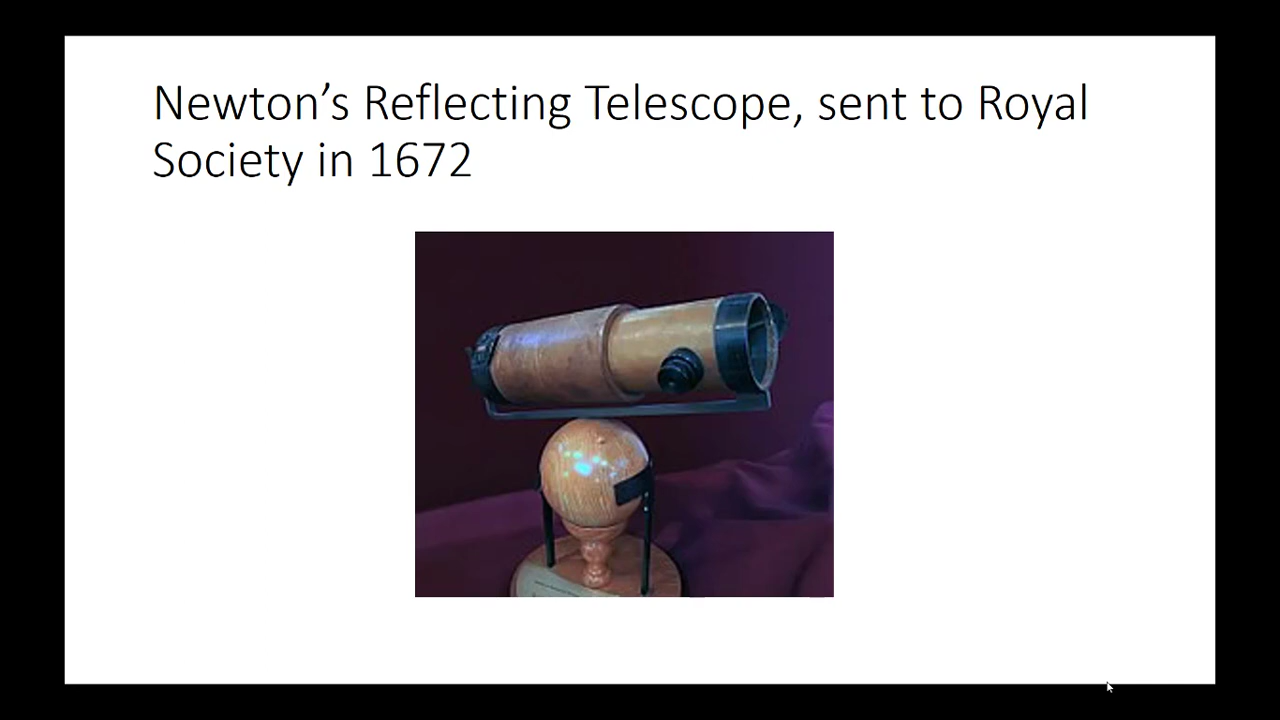 Newton’s Reflecting Telescope, sent to Royal
Society in 1672